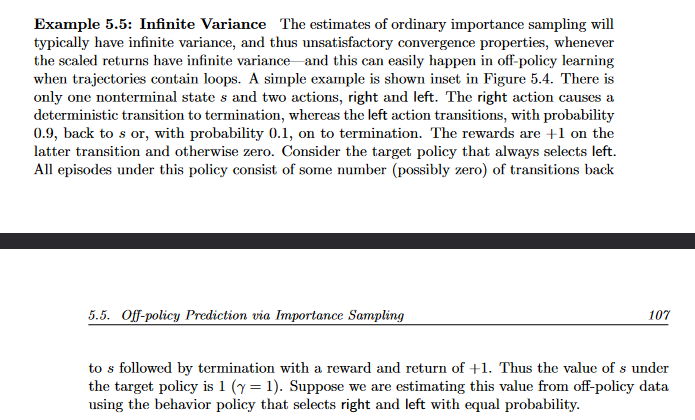 Example 5.5: Infinite Variance The estimates of ordinary importance sampling will
typically have infinite variance, and thus unsatisfactory convergence properties, whenever
the scaled returns have infinite variance—and this can easily happen in off-policy learning
when trajectories contain loops. A simple example is shown inset in Figure 5.4. There is
only one nonterminal state s and two actions, right and left. The right action causes a
deterministic transition to termination, whereas the left action transitions, with probability
0.9, back to s or, with probability 0.1, on to termination. The rewards are +1 on the
latter transition and otherwise zero. Consider the target policy that always selects left.
All episodes under this policy consist of some number (possibly zero) of transitions back
5.5. Off-policy Prediction via Importance Sampling 107
to s followed by termination with a reward and return of +1. Thus the value of s under
the target policy is 1 (γ = 1). Suppose we are estimating this value from off-policy data
using the behavior policy that selects right and left with equal probability.